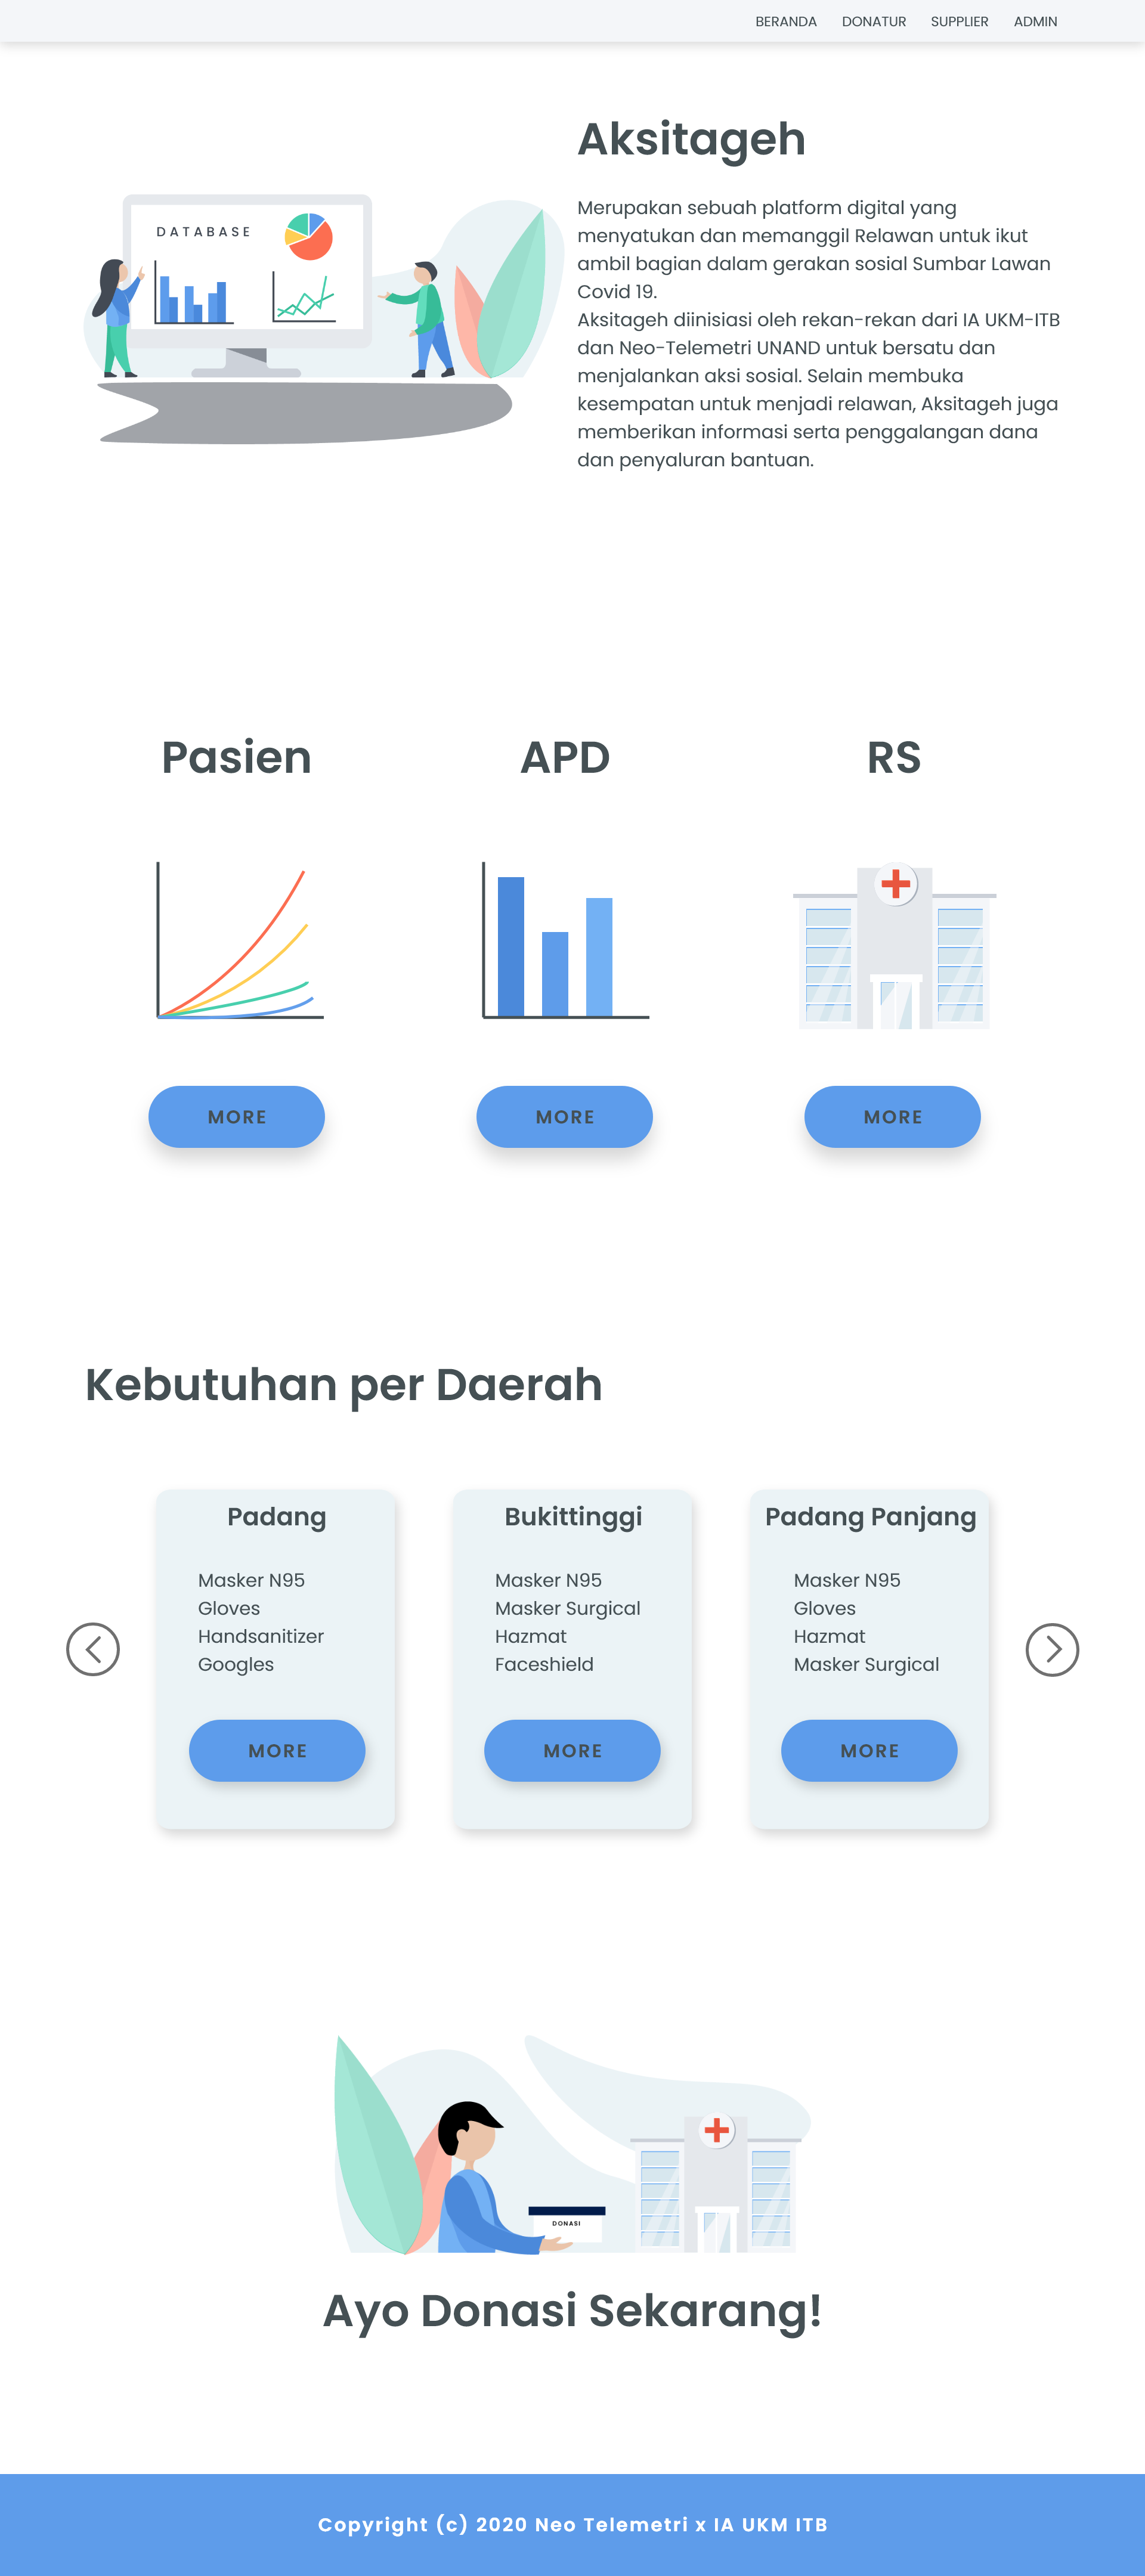 BERANDA DONATUR SUPPLIER ADMIN
Aksitageh
Merupakan sebuah platform digital yang
menyatukan dan memanggil Relawan untuk ikut
ambil bagian dalam gerakan sosial Sumbar Lawan
Covid 19.
Aksitageh diinisiasi oleh rekan-rekan dari IA UKM-ITB
dan Neo-Telemetri UNAND untuk bersatu dan
menjalankan aksi sosial. Selain membuka
kesempatan untuk menjadi relawan, Aksitageh juga
memberikan informasi serta penggalangan dana
dan penyaluran bantuan.
DATABASE
Pasien
APD
RS
MORE
MORE
MORE
Kebutuhan per Daerah
Padang
Masker N95
Gloves
Handsanitizer
Googles
MORE
Bukittinggi
Masker N95
Masker Surgical
Hazmat
Faceshield
MORE
Padang Panjang
Masker N95
Gloves
Hazmat
Masker Surgical
MORE
DONASI
Ayo Donasi Sekarang!
Copyright (c) 2020 Neo Telemetri x IA UKM ITB